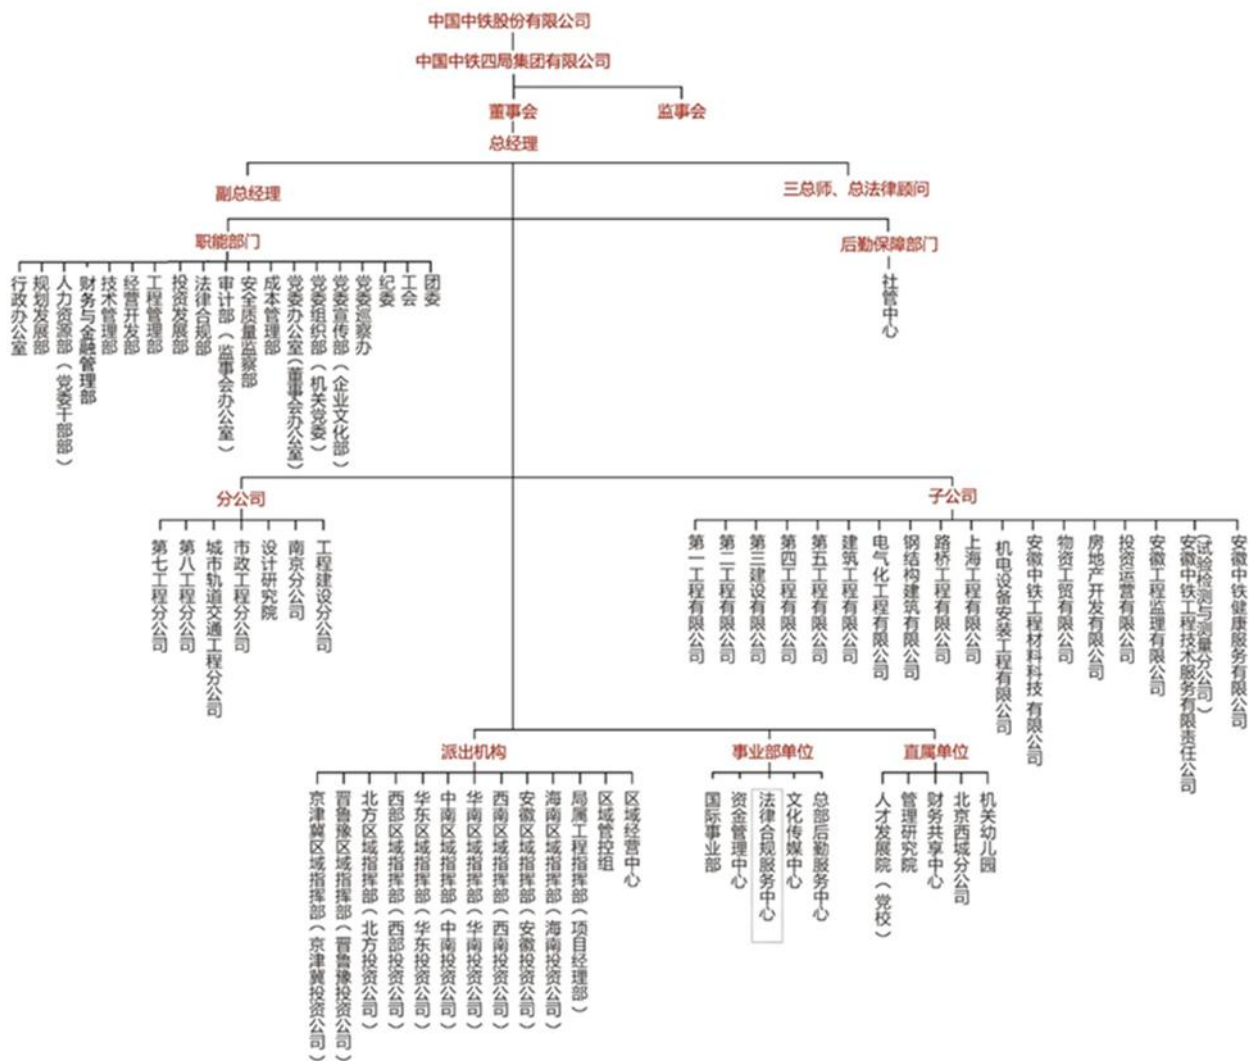 中国中铁股份有限公司
中国中铁四局集团有限公司
董事会
监事会
总经理
副总经理
三总师、总法律顾问
职能部门
后勤保障部门
行政办公室
规划发展部
人力资源部（党委干部部）
财务与金融管理部
技术管理部
经营开发部
工程管理部
投资发展部
法律合规部
审计部（监事会办公室）
安全质量监察部
成本管理部
党委办公室（董事会办公室）
党委组织部（机关党委）
党委宣传部（企业文化部）
党委巡察办
纪委
工会
团委
社管中心
分公司
子公司
第七工程分公司
第八工程分公司
城市轨道交通工程分公司
市政工程分公司
设计研究院
南京分公司
工程建设分公司
第一工程有限公司
第二工程有限公司
第三建设有限公司
第四工程有限公司
第五工程有限公司
建筑工程有限公司
电气化工程有限公司
钢结构建筑有限公司
路桥工程有限公司
上海工程有限公司
机电设备安装工程有限公司
安徽中铁工程材料科技 有限公司
物资工贸有限公司
房地产开发有限公司
投资运营有限公司
安徽工程监理有限公司
安徽中铁工程技术服务有限责任公司
（试验检测与测量分公司）
安徽中铁健康服务有限公司
派出机构
事业部单位
直属单位
京津冀区域指挥部（京津冀投资公司）
晋鲁豫区域指挥部（晋鲁豫投资公司）
北方区域指挥部（北方投资公司）
西部区域指挥部（西部投资公司）
华东区域指挥部（华东投资公司）
中南区域指挥部（中南投资公司）
华南区域指挥部（华南投资公司）
西南区域指挥部（西南投资公司）
安徽区域指挥部（安徽投资公司）
海南区域指挥部（海南投资公司）
局属工程指挥部（项目经理部）
区域管控组
区域经营中心
国际事业部
资金管理中心
法律合规服务中心
文化传媒中心
总部后勤服务中心
人才发展院（党校）
管理研究院
财务共享中心
北京西城分公司
机关幼儿园